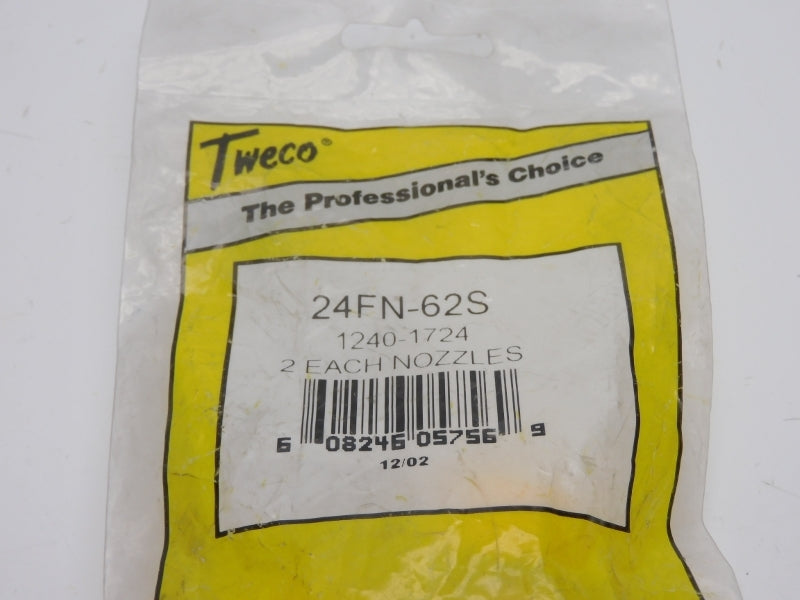 Tweco®
The Professional's Choice
24FN-62S
1240-1724
2 EACH NOZZLES
6 08246 05756 9
12/02